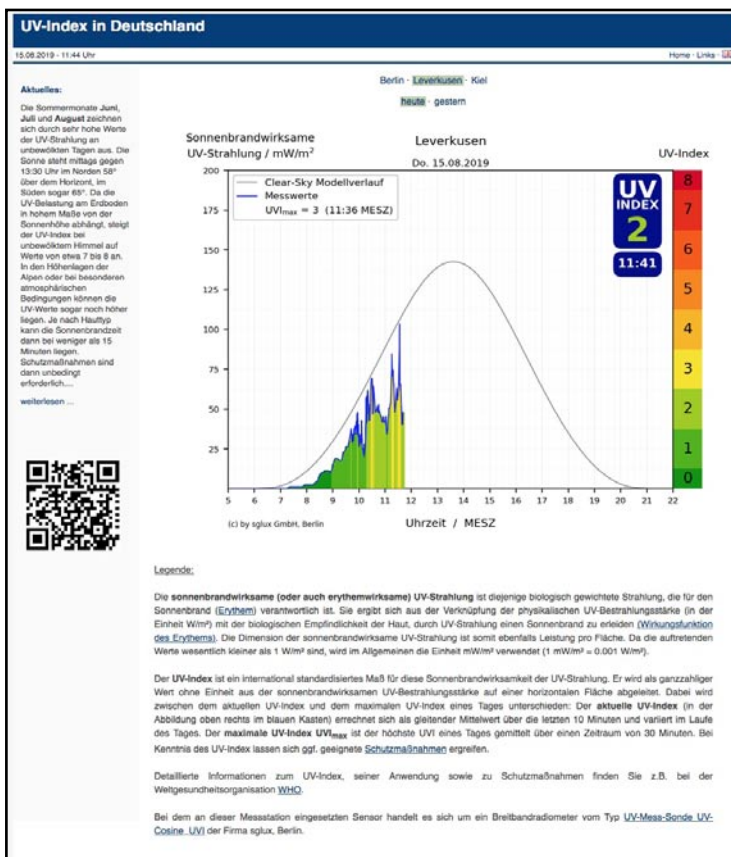 UV-Index in Deutschland
15.08.2019 - 11:44 Uhr
Home · Links ·
Aktuelles:
Die Sommermonate Juni,
Juli und August zeichnen
sich durch sehr hohe Werte
der UV-Strahlung an
unbewölkten Tagen aus. Die
Sonne steht mittags gegen
13:30 Uhr im Norden 58°
über dem Horizont, im
Süden sogar 65°. Da die
UV-Belastung am Erdboden
in hohem Maße von der
Sonnenhöhe abhängt, steigt
der UV-Index bei
unbewölktem Himmel auf
Werte von etwa 7 bis 8 an.
In den Höhenlagen der
Alpen oder bei besonderen
atmosphärischen
Bedingungen können die
UV-Werte sogar noch höher
liegen. Je nach Hauttyp
kann die Sonnenbrandzeit
dann bei weniger als 15
Minuten liegen.
Schutzmaßnahmen sind
dann unbedingt
erforderlich....
weiterlesen ...
Berlin · Leverkusen · Kiel
heute · gestern
Sonnenbrandwirksame
UV-Strahlung / mW/m²
Leverkusen
Do. 15.08.2019
UV-Index
Clear-Sky Modellverlauf
Messwerte
UVImax = 3 (11:36 MESZ)
UV
INDEX
2
11:41
200
175
150
125
100
75
50
25
8
7
6
5
4
3
2
1
0
5 6 7 8 9 10 11 12 13 14 15 16 17 18 19 20 21 22
(c) by sglux GmbH, Berlin
Uhrzeit / MESZ
Legende:
Die sonnenbrandwirksame (oder auch erythemwirksame) UV-Strahlung ist diejenige biologisch gewichtete Strahlung, die für den
Sonnenbrand (Erythem) verantwortlich ist. Sie ergibt sich aus der Verknüpfung der physikalischen UV-Bestrahlungsstärke (in der
Einheit W/m²) mit der biologischen Empfindlichkeit der Haut, durch UV-Strahlung einen Sonnenbrand zu erleiden (Wirkungsfunktion
des Erythems). Die Dimension der sonnenbrandwirksame UV-Strahlung ist somit ebenfalls Leistung pro Fläche. Da die auftretenden
Werte wesentlich kleiner als 1 W/m² sind, wird im Allgemeinen die Einheit mW/m² verwendet (1 mW/m² = 0.001 W/m²).
Der UV-Index ist ein international standardisiertes Maß für diese Sonnenbrandwirksamkeit der UV-Strahlung. Er wird als ganzzahliger
Wert ohne Einheit aus der sonnenbrandwirksamen UV-Bestrahlungsstärke auf einer horizontalen Fläche abgeleitet. Dabei wird
zwischen dem aktuellen UV-Index und dem maximalen UV-Index eines Tages unterschieden: Der aktuelle UV-Index (in der
Abbildung oben rechts im blauen Kasten) errechnet sich als gleitender Mittelwert über die letzten 10 Minuten und variiert im Laufe
des Tages. Der maximale UV-Index UVImax ist der höchste UVI eines Tages gemittelt über einen Zeitraum von 30 Minuten. Bei
Kenntnis des UV-Index lassen sich ggf. geeignete Schutzmaßnahmen ergreifen.
Detaillierte Informationen zum UV-Index, seiner Anwendung sowie zu Schutzmaßnahmen finden Sie z.B. bei der
Weltgesundheitsorganisation WHO.
Bei dem an dieser Messstation eingesetzten Sensor handelt es sich um ein Breitbandradiometer vom Typ UV-Mess-Sonde UV-
Cosine_UVI der Firma sglux, Berlin.